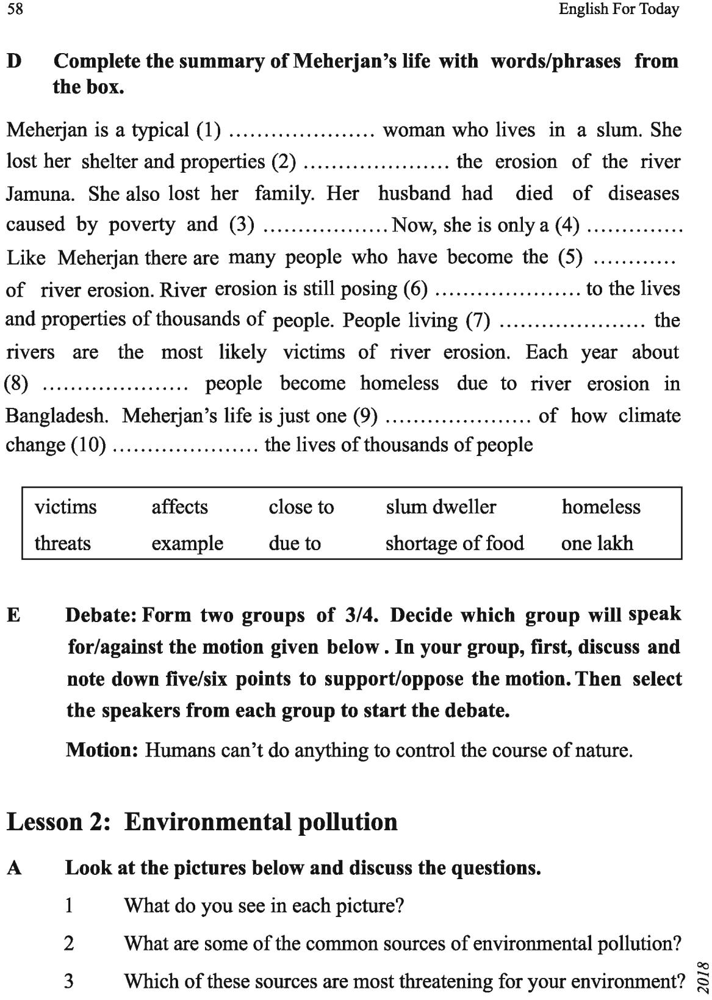 58 English For Today
D Complete the summary of Meherjan's life with words/phrases from
the box.
Meherjan is a typical (1) ..................... woman who lives in a slum. She
lost her shelter and properties (2) ..................... the erosion of the river
Jamuna. She also lost her family. Her husband had died of diseases
caused by poverty and (3) .................. Now, she is only a (4) ..............
Like Meherjan there are many people who have become the (5) ............
of river erosion. River erosion is still posing (6) ..................... to the lives
and properties of thousands of people. People living (7) ..................... the
rivers are the most likely victims of river erosion. Each year about
(8) ..................... people become homeless due to river erosion in
Bangladesh. Meherjan's life is just one (9) ..................... of how climate
change (10) ..................... the lives of thousands of people
victims affects close to slum dweller homeless
threats example due to shortage of food one lakh
E Debate: Form two groups of 3/4. Decide which group will speak
for/against the motion given below . In your group, first, discuss and
note down five/six points to support/oppose the motion. Then select
the speakers from each group to start the debate.
Motion: Humans can't do anything to control the course of nature.
Lesson 2: Environmental pollution
A Look at the pictures below and discuss the questions.
1 What do you see in each picture?
2 What are some of the common sources of environmental pollution?
3 Which of these sources are most threatening for your environment?
2018